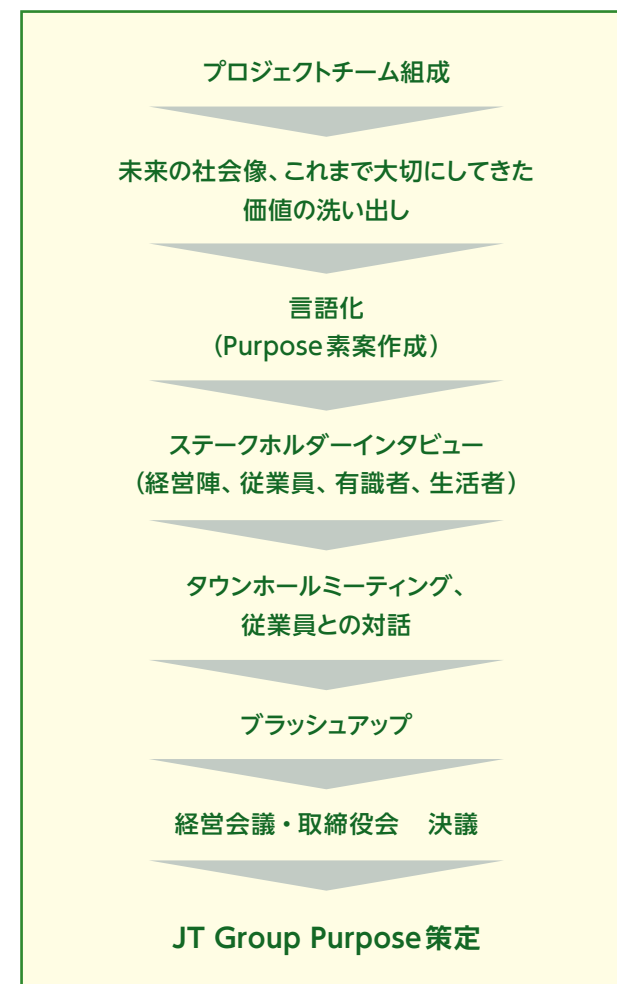 プロジェクトチーム組成
未来の社会像、これまで大切にしてきた
価値の洗い出し
言語化
（Purpose素案作成）
ステークホルダーインタビュー
（経営陣、従業員、有識者、生活者）
タウンホールミーティング、
従業員との対話
ブラッシュアップ
経営会議・取締役会　決議
JT Group Purpose策定